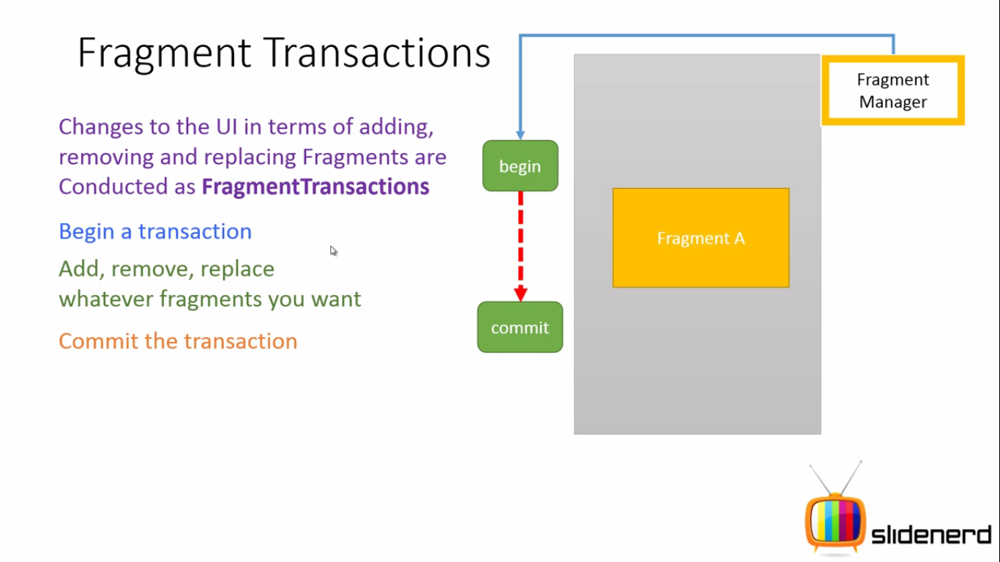 Fragment Transactions
Changes to the UI in terms of adding,
removing and replacing Fragments are
Conducted as FragmentTransactions
Begin a transaction
Add, remove, replace
whatever fragments you want
Commit the transaction
begin
commit
Fragment A
Fragment
Manager
slidenerd